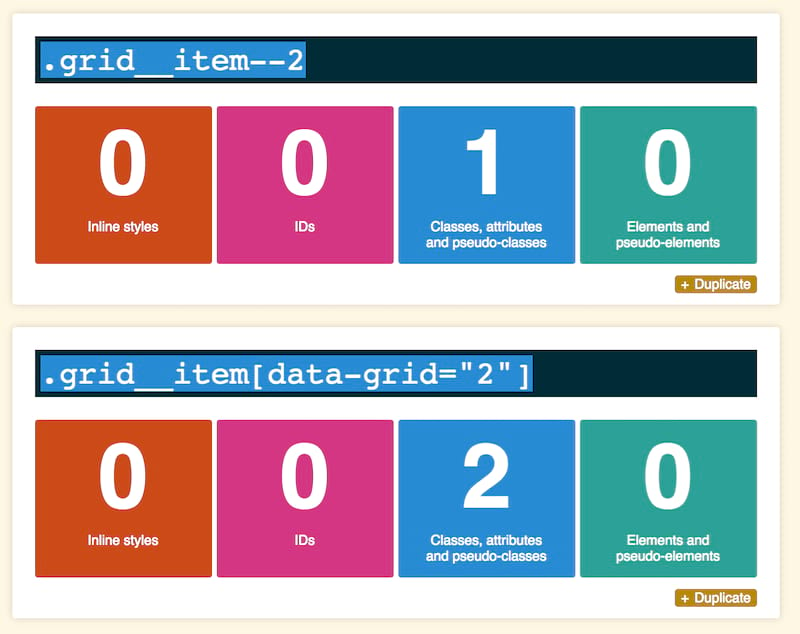 .grid__item--2
0 0 1 0
Inline styles IDs Classes, attributes and pseudo-classes Elements and pseudo-elements
+ Duplicate
.grid__item[data-grid="2"]
0 0 2 0
Inline styles IDs Classes, attributes and pseudo-classes Elements and pseudo-elements
+ Duplicate